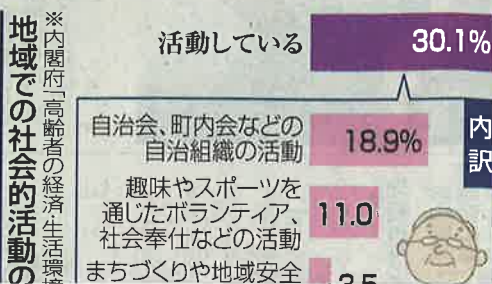 ※内閣府「高齢者の経済・生活環境
地域での社会的活動の
活動している
30.1%
自治会、町内会などの
自治組織の活動
18.9%
内
訳
趣味やスポーツを
通じたボランティア、
社会奉仕などの活動
11.0
まちづくりや地域安全
3.5